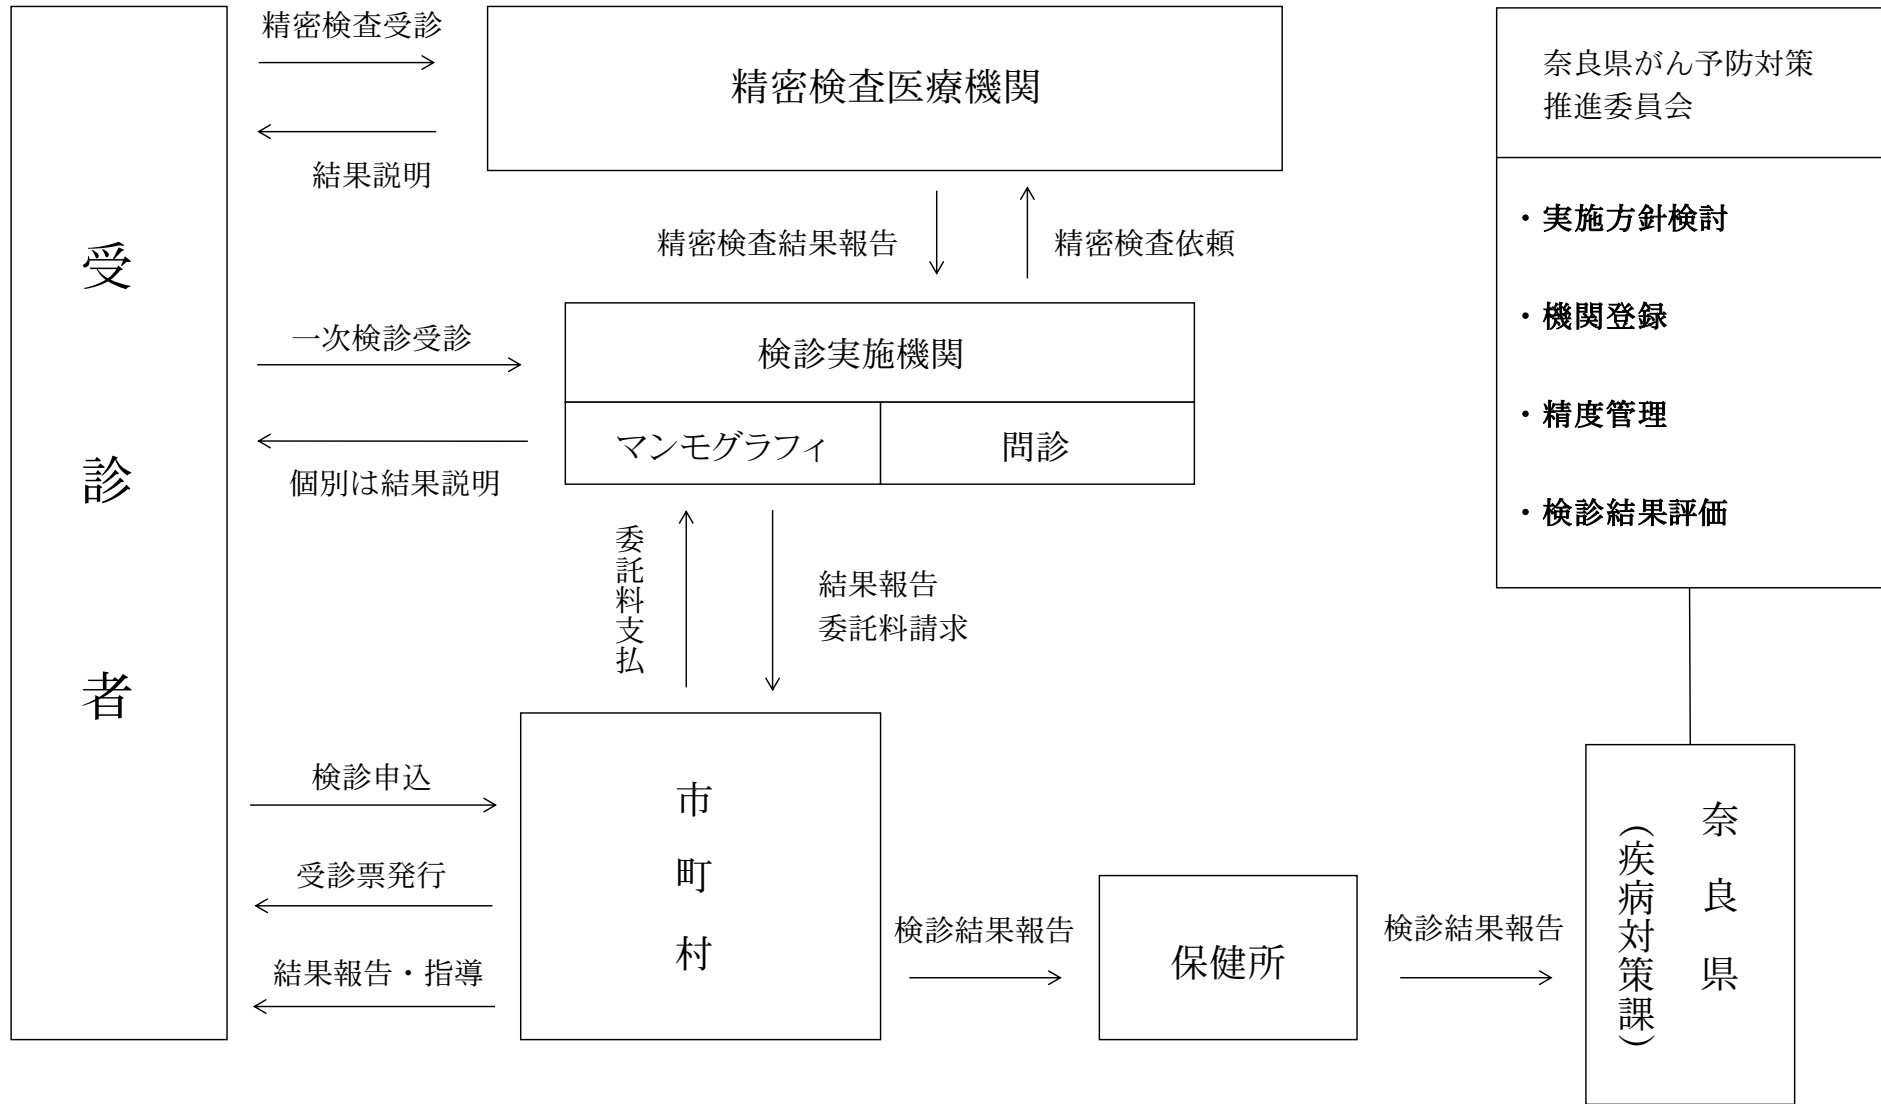 精密検査受診
結果説明
精密検査医療機関
奈良県がん予防対策
推進委員会
・実施方針検討
・機関登録
・精度管理
・検診結果評価
受診者
精密検査結果報告
精密検査依頼
一次検診受診
個別は結果説明
検診実施機関
マンモグラフィ
問診
委託料支払
結果報告
委託料請求
検診申込
受診票発行
結果報告・指導
市町村
検診結果報告
保健所
検診結果報告
奈良県
(疾病対策課)